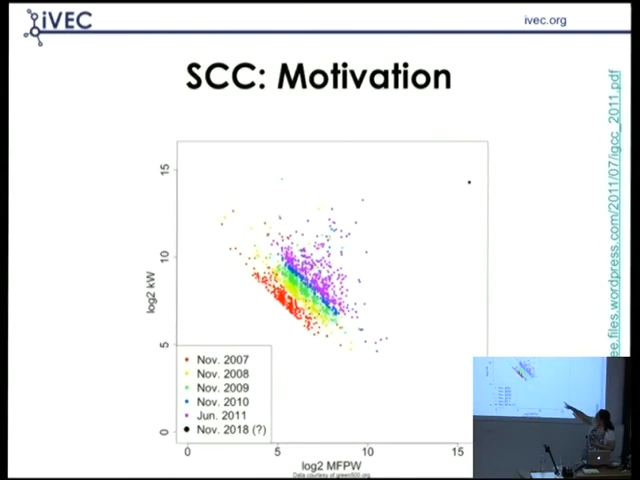 iVEC
ivec.org
SCC: Motivation
ee.files.wordpress.com/2011/07/igcc_2011.pdf
log2 kW
15
10
5
0
Nov. 2007
Nov. 2008
Nov. 2009
Nov. 2010
Jun. 2011
Nov. 2018 (?)
0
5
10
15
log2 MFPW
Data courtesy of green500.org